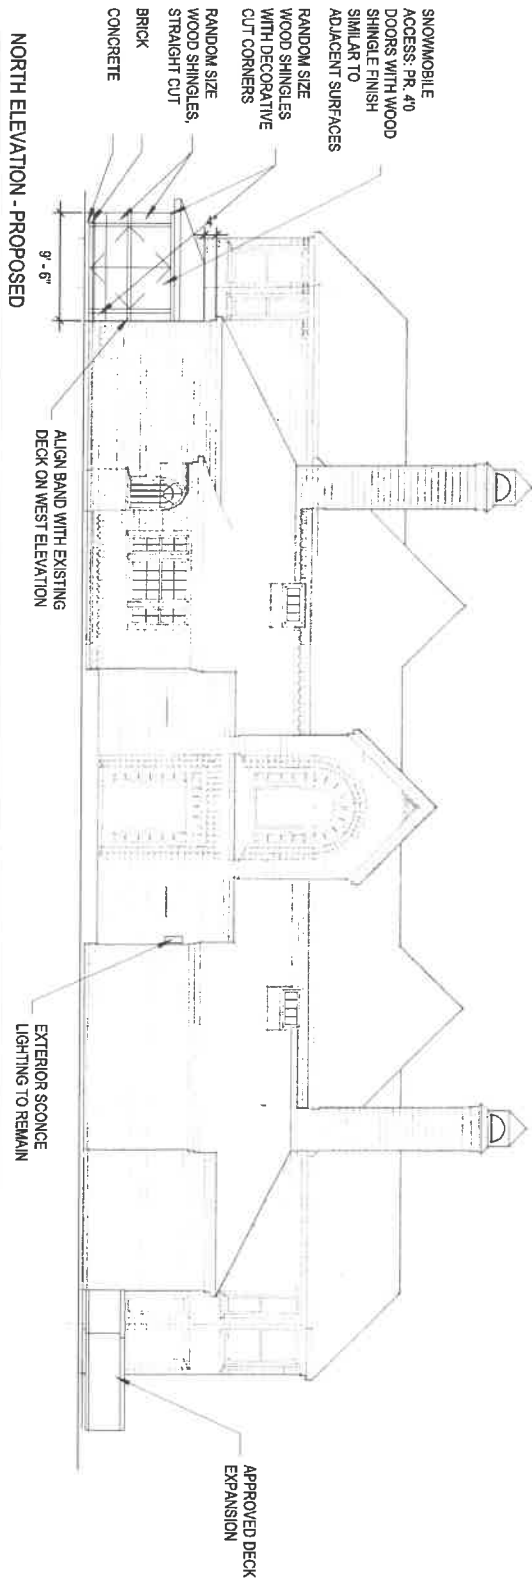 SNOWMOBILE
ACCESS: PR. 4'0
DOORS WITH WOOD
SHINGLE FINISH
SIMILAR TO
ADJACENT SURFACES
RANDOM SIZE
WOOD SHINGLES
WITH DECORATIVE
CUT CORNERS
RANDOM SIZE
WOOD SHINGLES,
STRAIGHT CUT
BRICK
CONCRETE
9' - 6"
ALIGN BAND WITH EXISTING
DECK ON WEST ELEVATION
EXTERIOR SCONCE
LIGHTING TO REMAIN
APPROVED DECK
EXPANSION
NORTH ELEVATION - PROPOSED